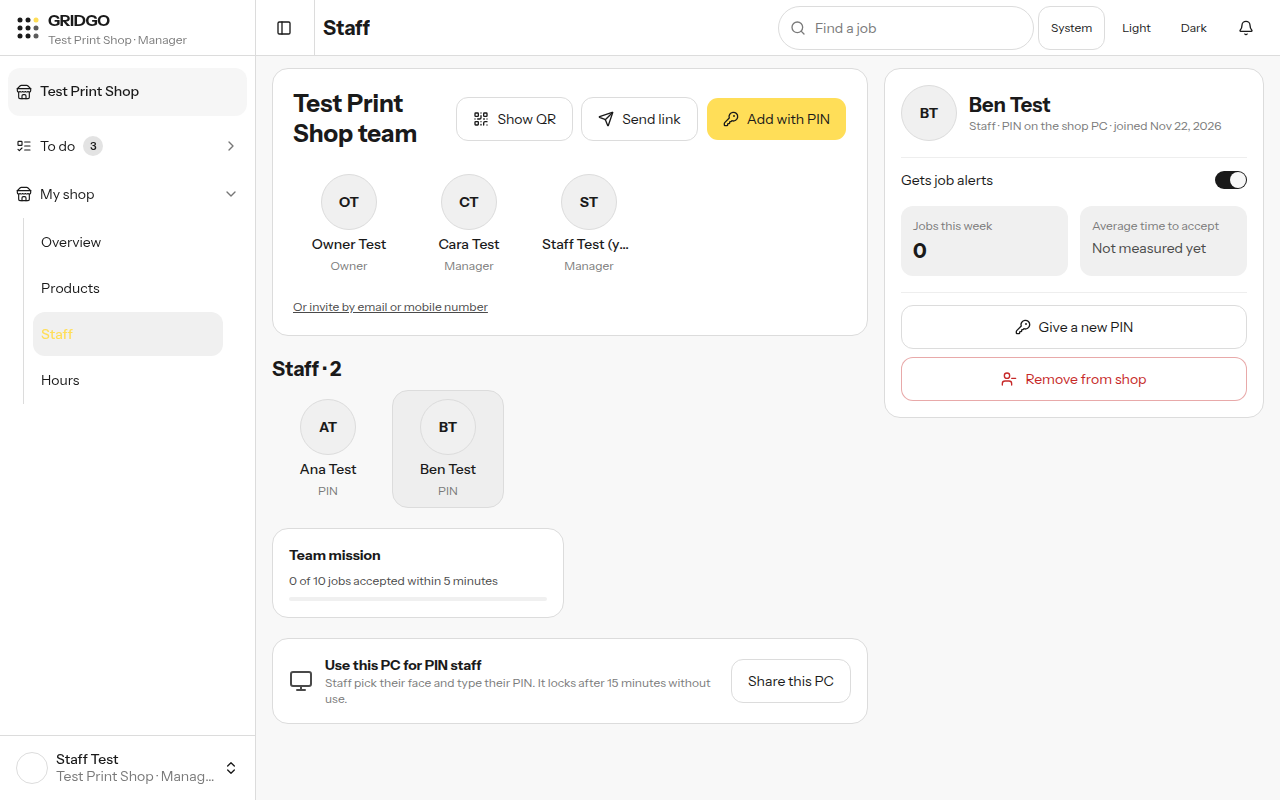 GRIDGO
Test Print Shop · Manager
Test Print Shop
To do 3
My shop
Overview
Products
Staff
Hours
Staff Test
Test Print Shop · Manag...
Staff
Find a job
System
Light
Dark
Test Print
Shop team
Show QR
Send link
Add with PIN
OT
CT
ST
Owner Test
Cara Test
Staff Test (y...
Owner
Manager
Manager
Or invite by email or mobile number
Staff · 2
AT
BT
Ana Test
Ben Test
PIN
PIN
Team mission
0 of 10 jobs accepted within 5 minutes
Use this PC for PIN staff
Staff pick their face and type their PIN. It locks after 15 minutes without
use.
Share this PC
BT
Ben Test
Staff · PIN on the shop PC · joined Nov 22, 2026
Gets job alerts
Jobs this week
0
Average time to accept
Not measured yet
Give a new PIN
Remove from shop